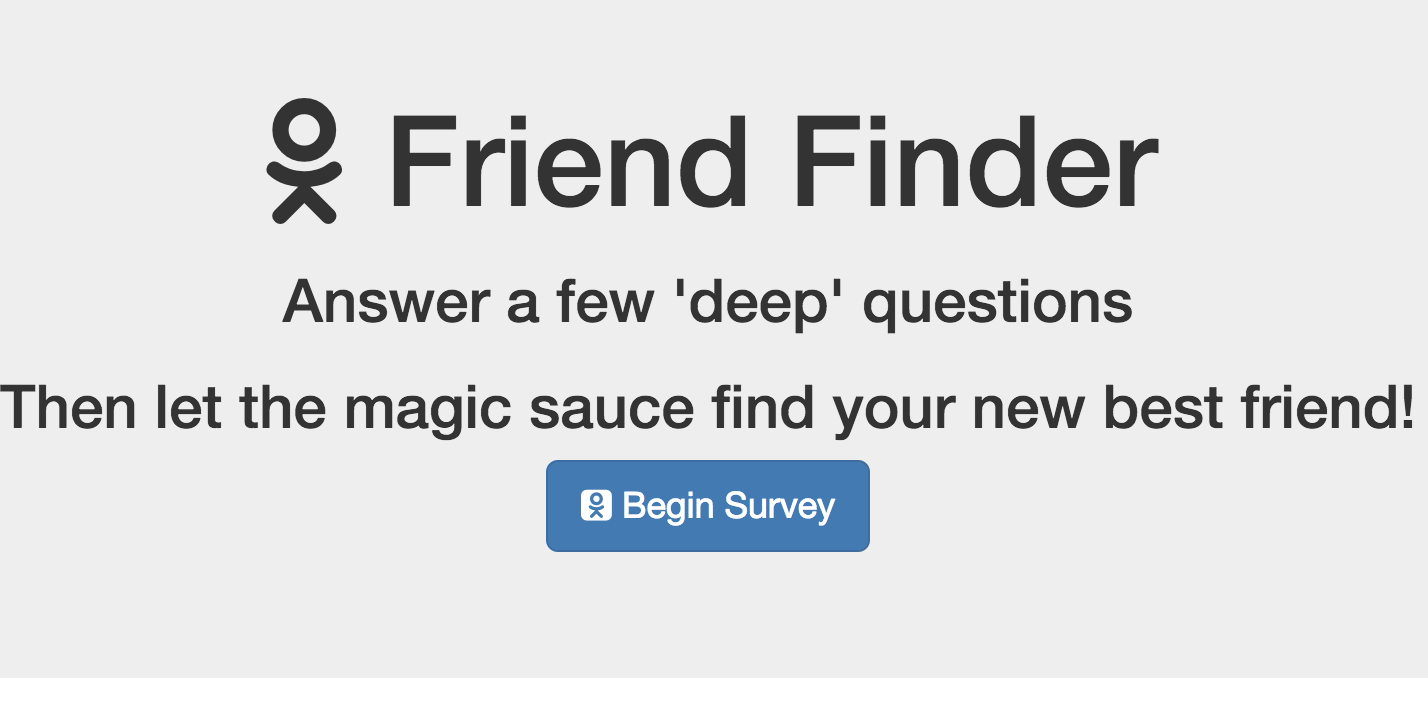 Friend Finder
Answer a few 'deep' questions
Then let the magic sauce find your new best friend!
Begin Survey